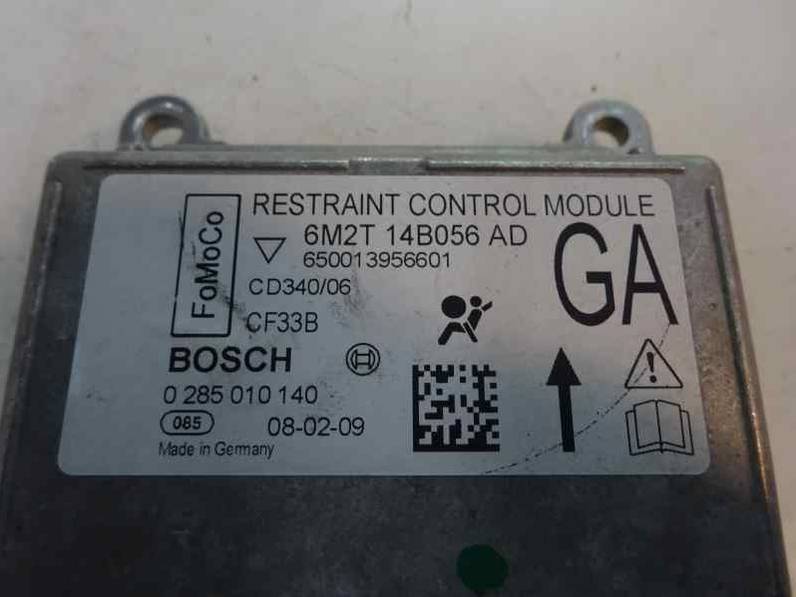 FoMoCo
RESTRAINT CONTROL MODULE
6M2T 14B056 AD
650013956601
GA
CD340/06
CF33B
BOSCH
0 285 010 140
085
08-02-09
Made in Germany